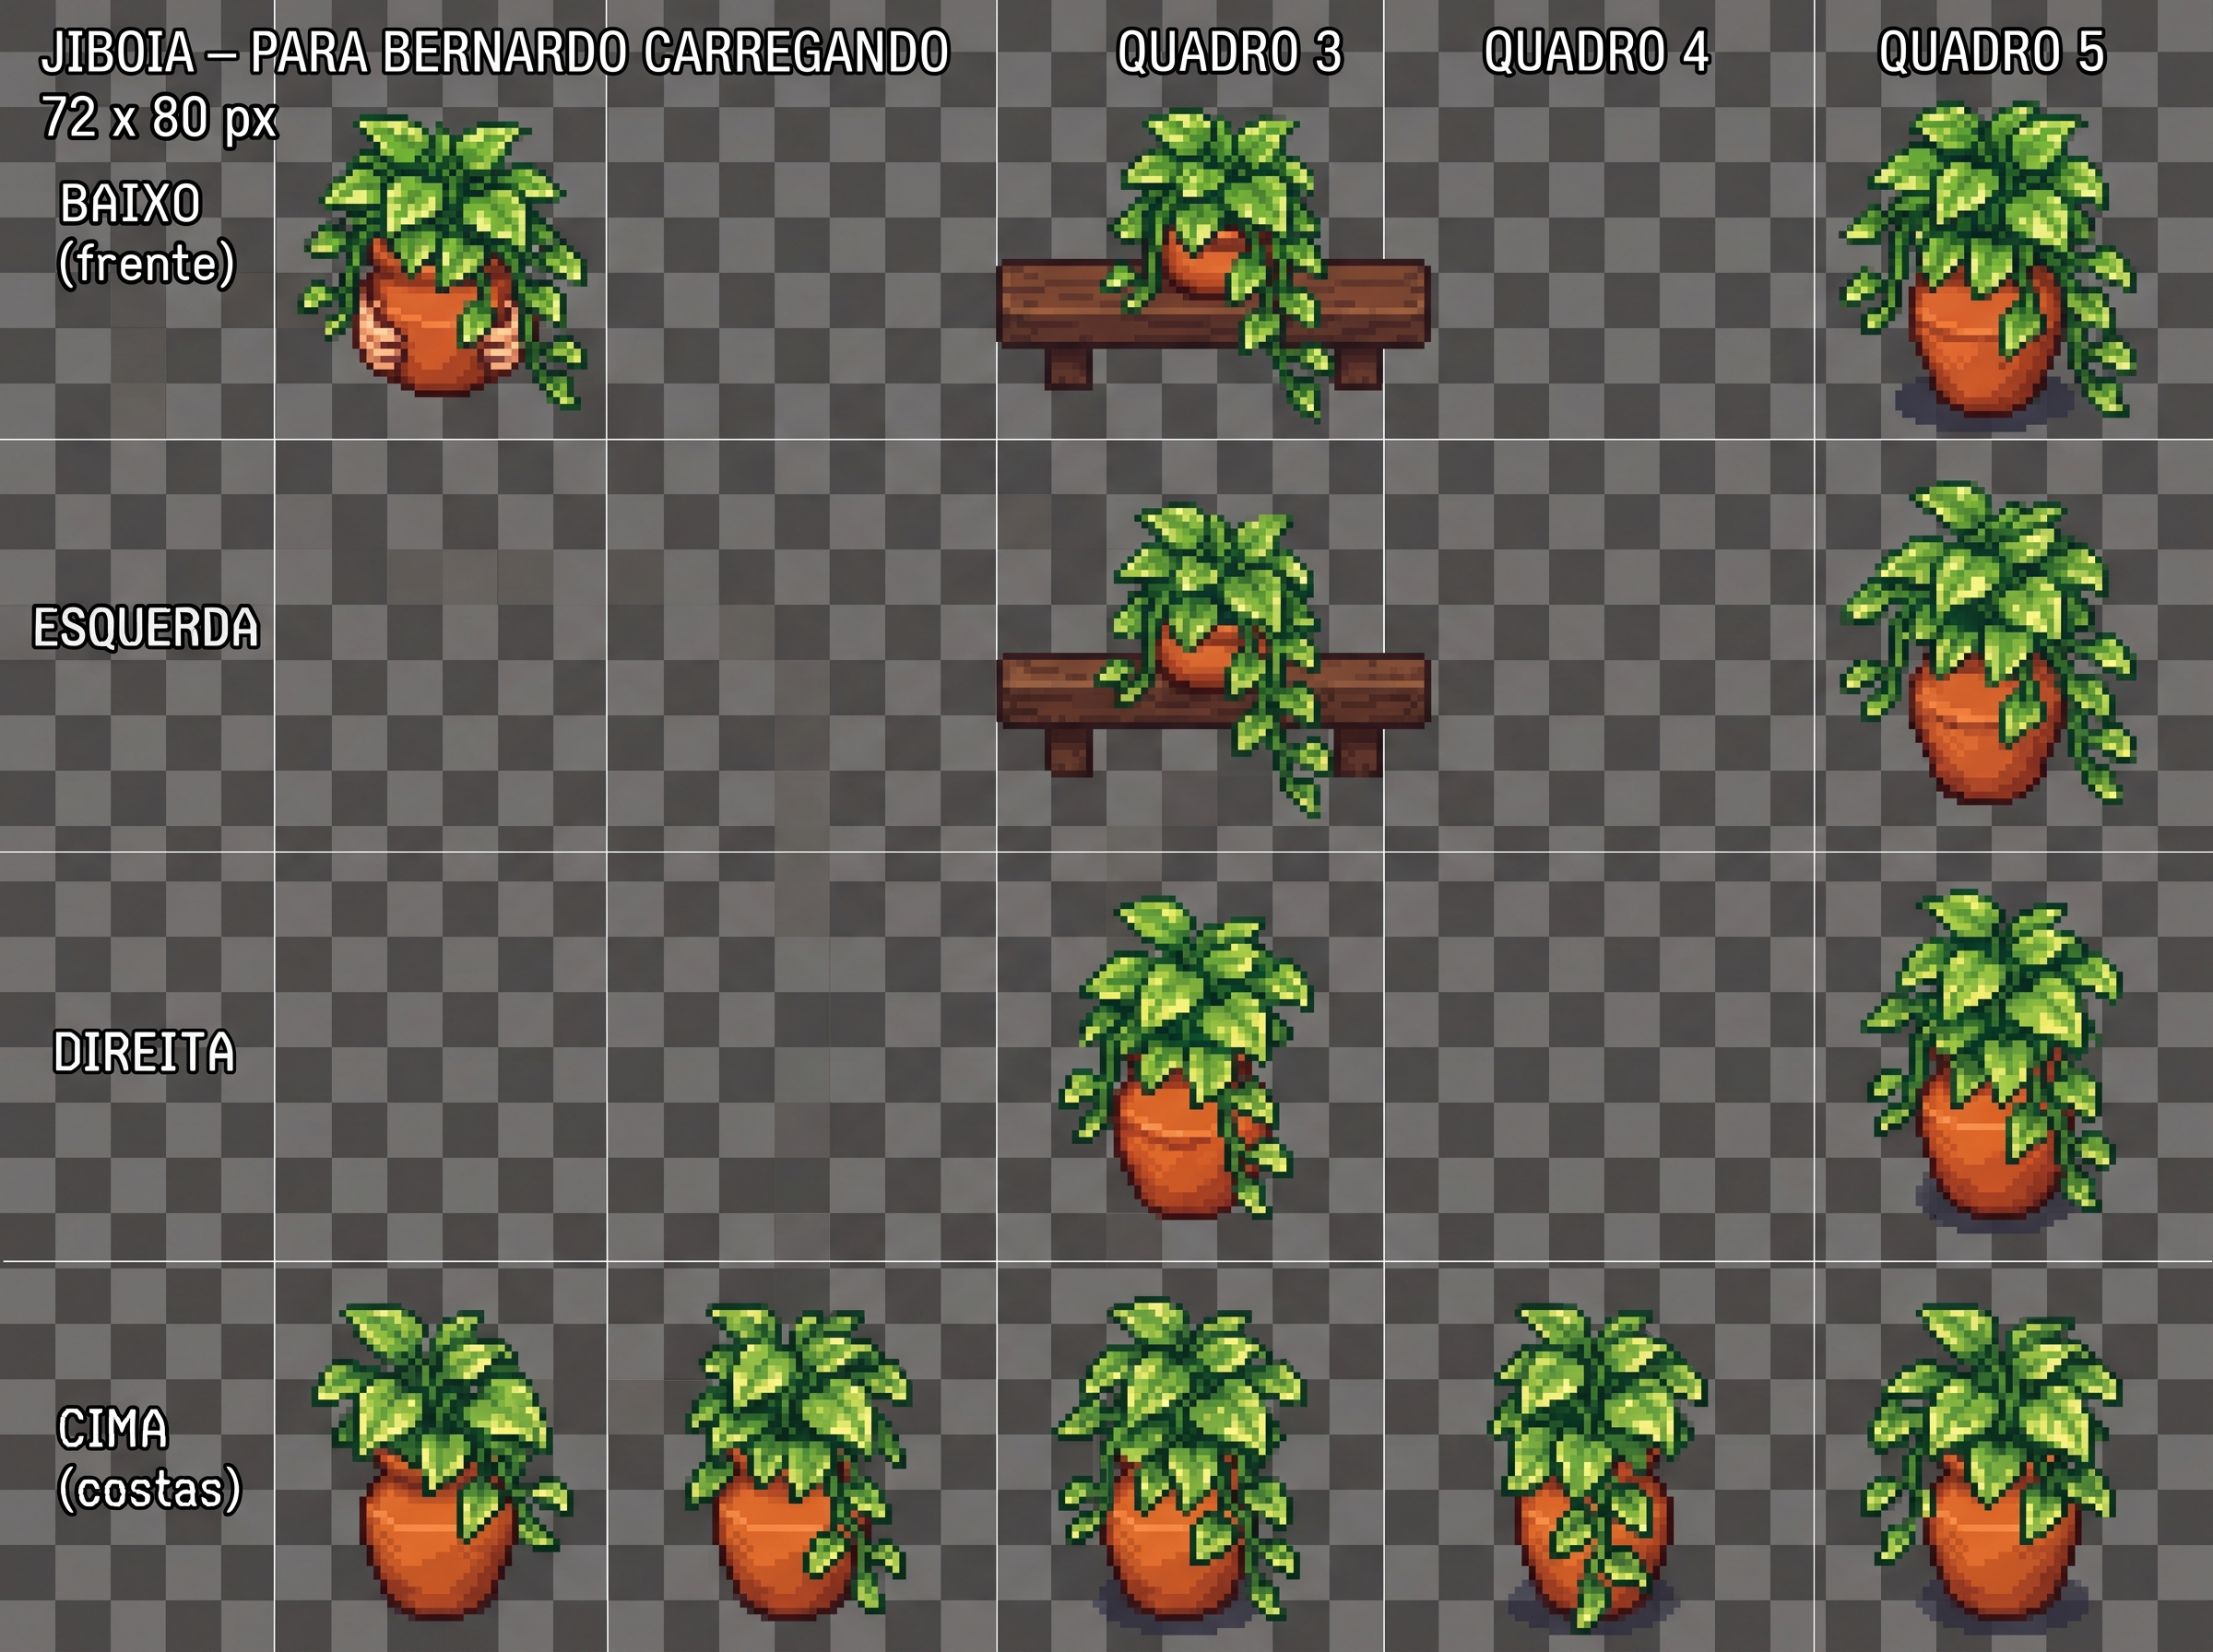 JIBOIA – PARA BERNARDO CARREGANDO
72 x 80 px
QUADRO 3
QUADRO 4
QUADRO 5
BAIXO
(frente)
ESQUERDA
DIREITA
CIMA
(costas)